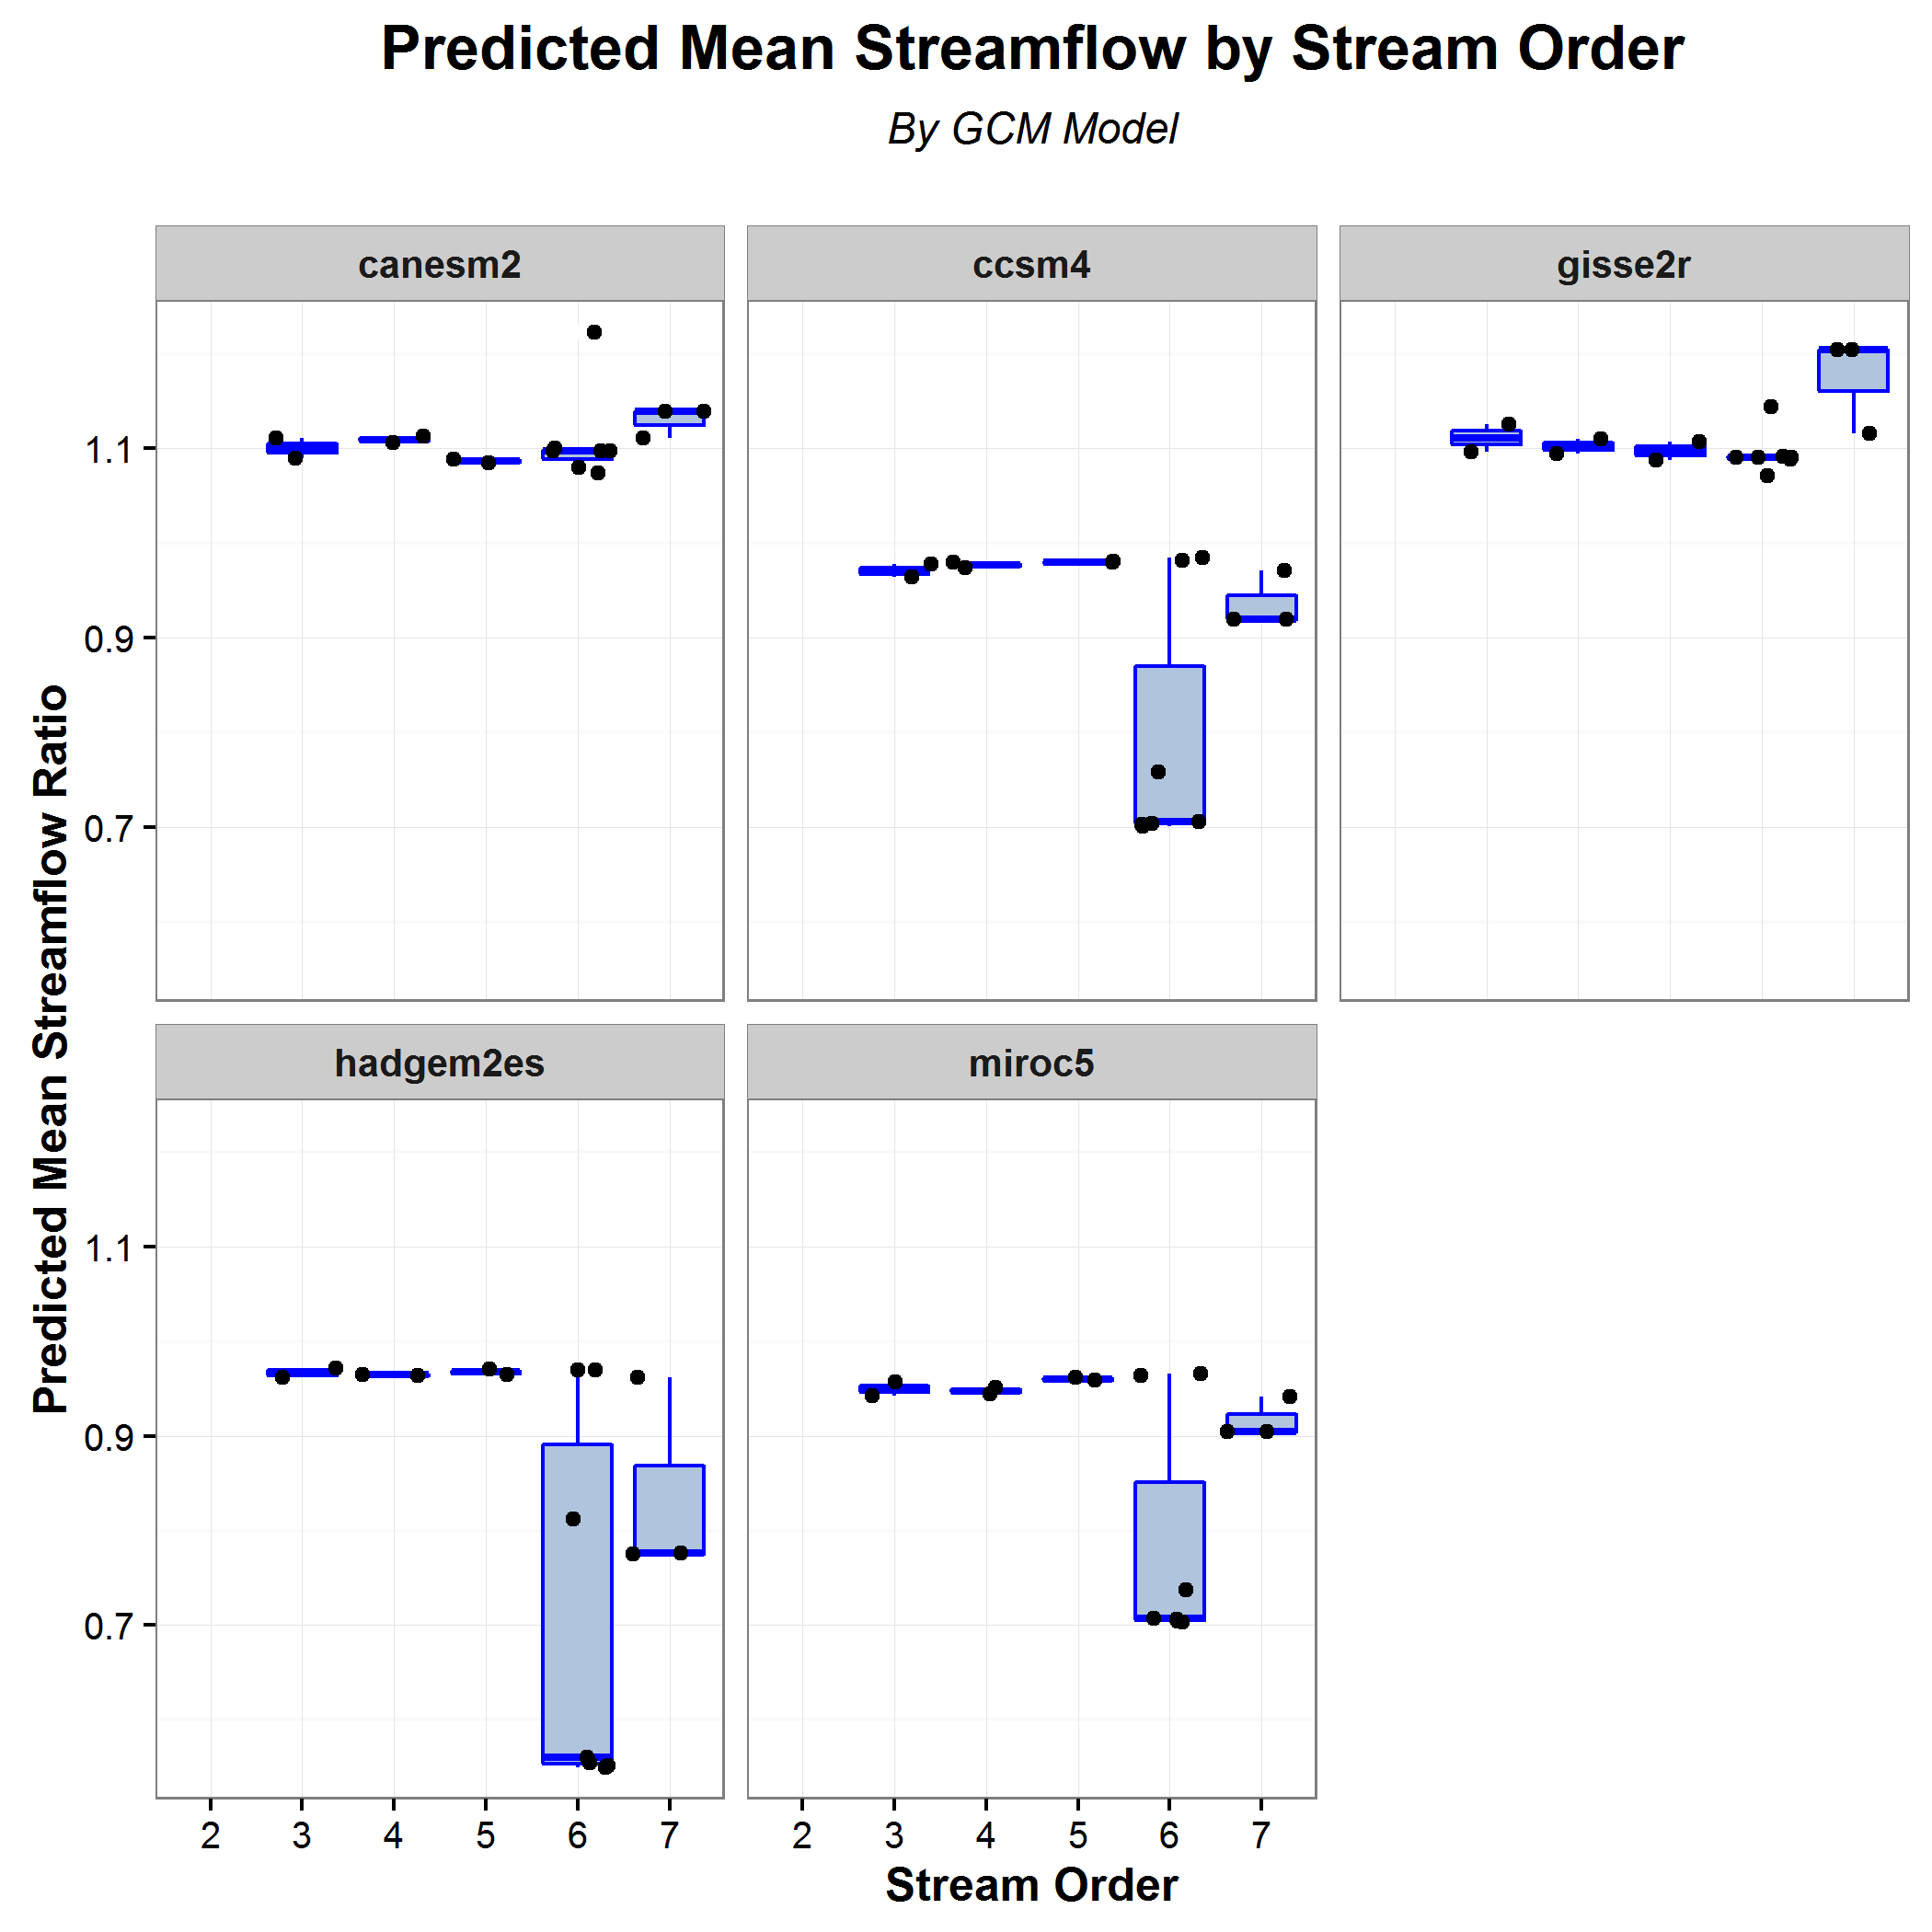 Predicted Mean Streamflow by Stream Order
By GCM Model
canesm2
ccsm4
gisse2r
1.1
0.9
0.7
Predicted Mean Streamflow Ratio
hadgem2es
miroc5
1.1
0.9
0.7
2 3 4 5 6 7 2 3 4 5 6 7
Stream Order